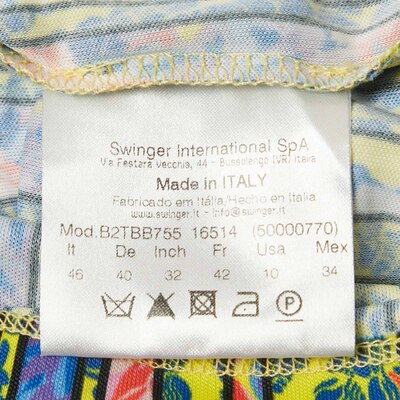 Swinger International SpA
Via Festara Vecchia, 44 - Bussolengo (VR) Italia
Made in ITALY
Fabricado em Itália/Hecho en Italia
www.swinger.it - info@swinger.it
Mod.B2TBB755 16514 (50000770)
It De Inch Fr Usa Mex
46 40 32 42 10 34
P